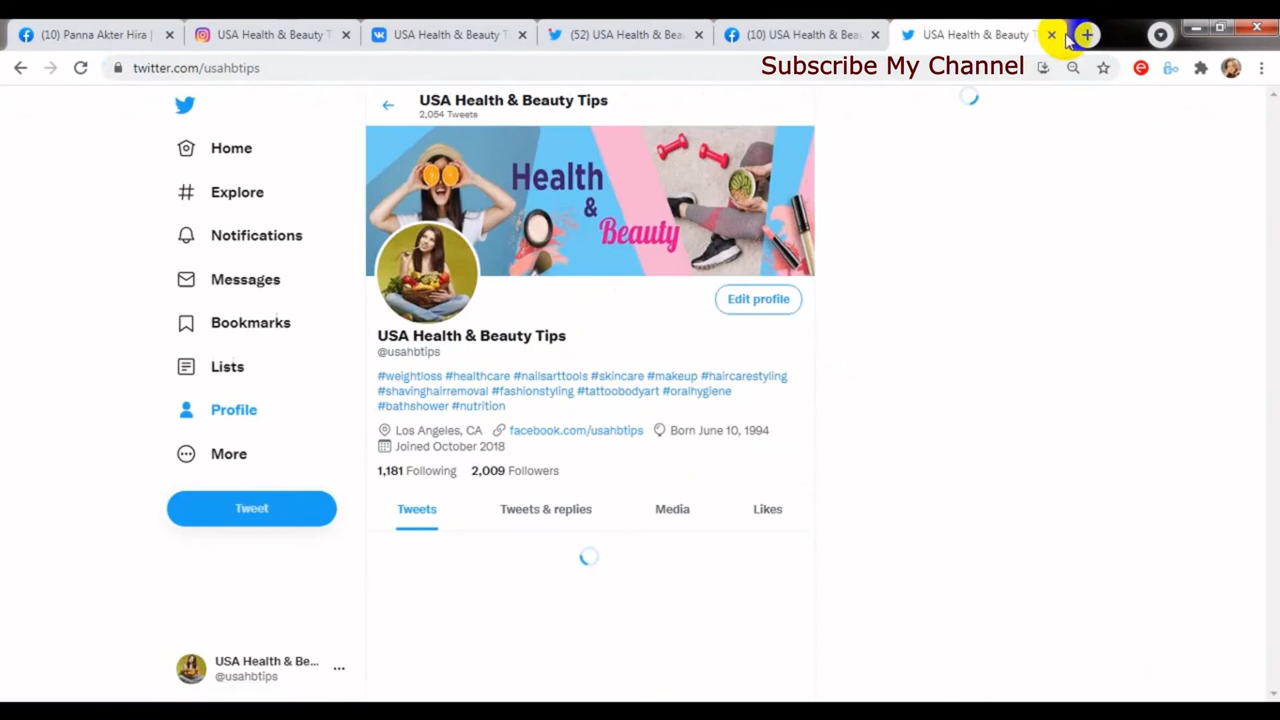 (10) Panna Akter Hira |
USA Health & Beauty T
USA Health & Beauty T
(52) USA Health & Bea
(10) USA Health & Bea
USA Health & Beauty T
twitter.com/usahbtips
Subscribe My Channel
USA Health & Beauty Tips
2,054 Tweets
Home
Explore
Notifications
Messages
Bookmarks
Lists
Profile
More
Tweet
Health
&
Beauty
Edit profile
USA Health & Beauty Tips
@usahbtips
#weightloss #healthcare #nailsarttools #skincare #makeup #haircarestyling
#shavinghairremoval #fashionstyling #tattoobodyart #oralhygiene
#bathshower #nutrition
Los Angeles, CA facebook.com/usahbtips Born June 10, 1994
Joined October 2018
1,181 Following 2,009 Followers
Tweets Tweets & replies Media Likes
USA Health & Be...
@usahbtips